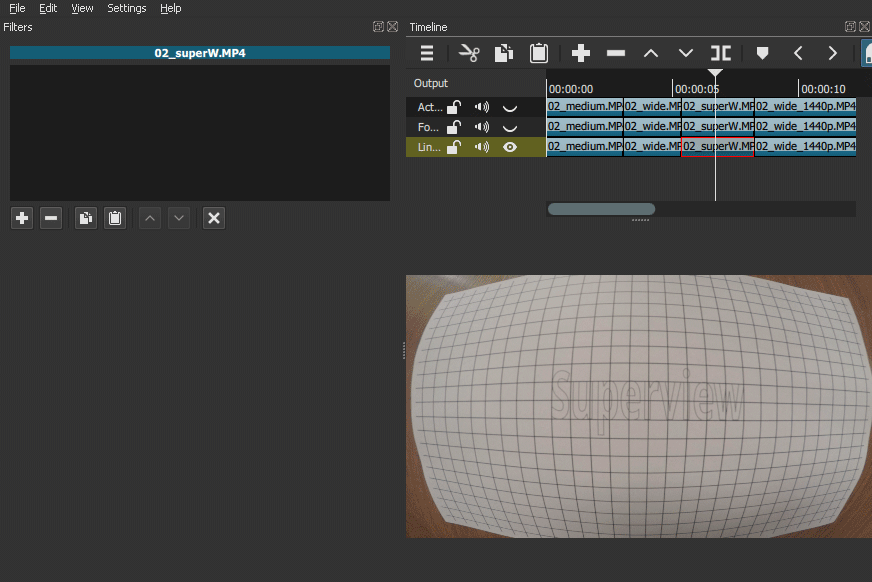 File Edit View Settings Help
Filters
02_superW.MP4
Timeline
Output
00:00:00 00:00:05 00:00:10
Act... 02_medium.MP 02_wide.MP 02_superW.MP 02_wide_1440p.MP4
Fo... 02_medium.MP 02_wide.MP 02_superW.MP 02_wide_1440p.MP4
Lin... 02_medium.MP 02_wide.MP 02_superW.MP 02_wide_1440p.MP4
Superview